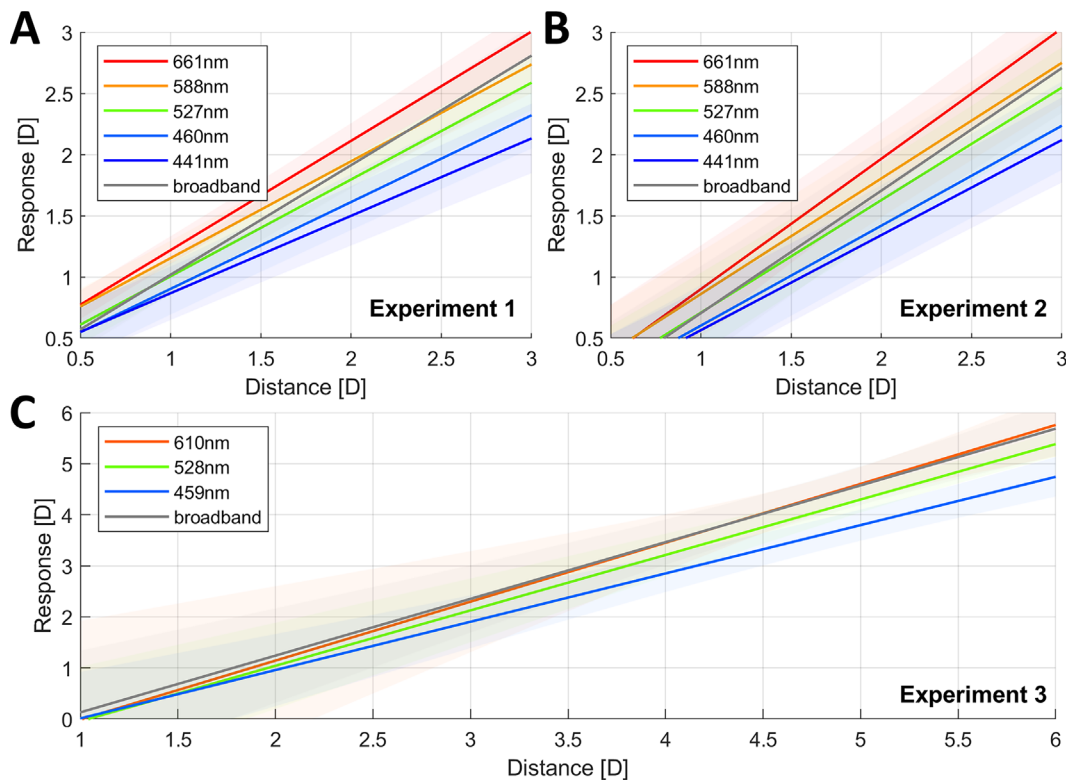 A
3
2.5
2
1.5
1
0.5
Response [D]
661nm
588nm
527nm
460nm
441nm
broadband
Experiment 1
0.5 1 1.5 2 2.5 3
Distance [D]
B
3
2.5
2
1.5
1
0.5
Response [D]
661nm
588nm
527nm
460nm
441nm
broadband
Experiment 2
0.5 1 1.5 2 2.5 3
Distance [D]
C
6
5
4
3
2
1
0
Response [D]
610nm
528nm
459nm
broadband
Experiment 3
1 1.5 2 2.5 3 3.5 4 4.5 5 5.5 6
Distance [D]